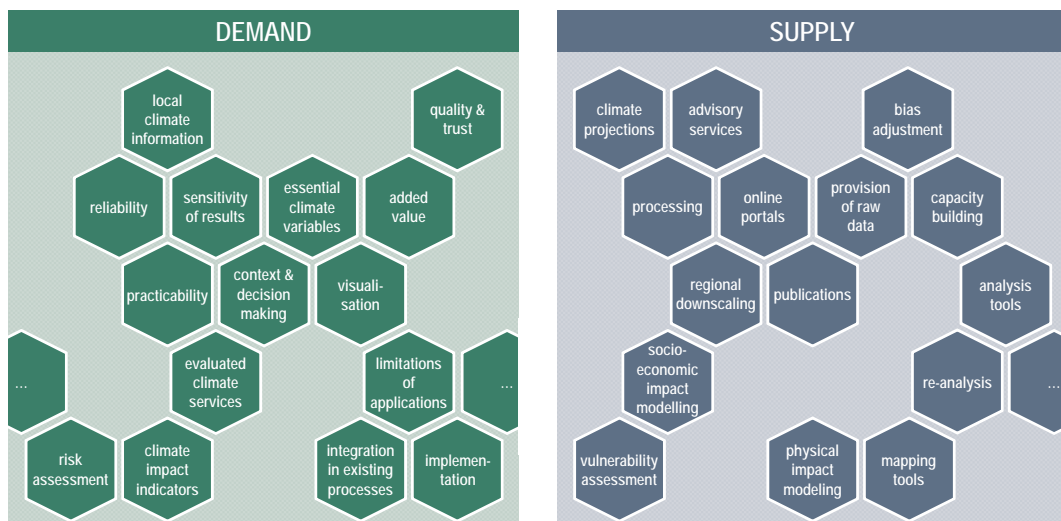 DEMAND
local
climate
information
quality &
trust
reliability
sensitivity
of results
essential
climate
variables
added
value
practicability
context &
decision
making
visuali-
sation
...
evaluated
climate
services
limitations
of
applications
...
risk
assessment
climate
impact
indicators
integration
in existing
processes
implemen-
tation
SUPPLY
climate
projections
advisory
services
bias
adjustment
processing
online
portals
provision
of raw
data
capacity
building
regional
downscaling
publications
analysis
tools
socio-
economic
impact
modelling
re-analysis
...
vulnerability
assessment
physical
impact
modeling
mapping
tools